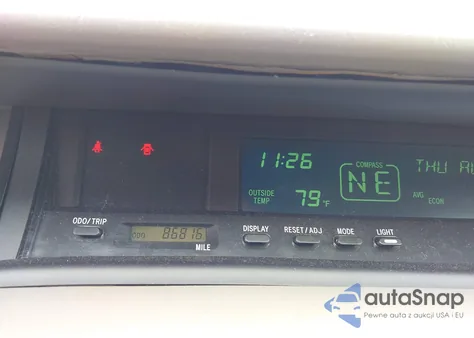 11:26
COMPASS
NE
THU
OUTSIDE
TEMP
79°F
AVG
ECON
ODO/TRIP
ODO 86816
MILE
DISPLAY
RESET/ADJ
MODE
LIGHT
autoSnap
Pewne auta z aukcji USA i EU